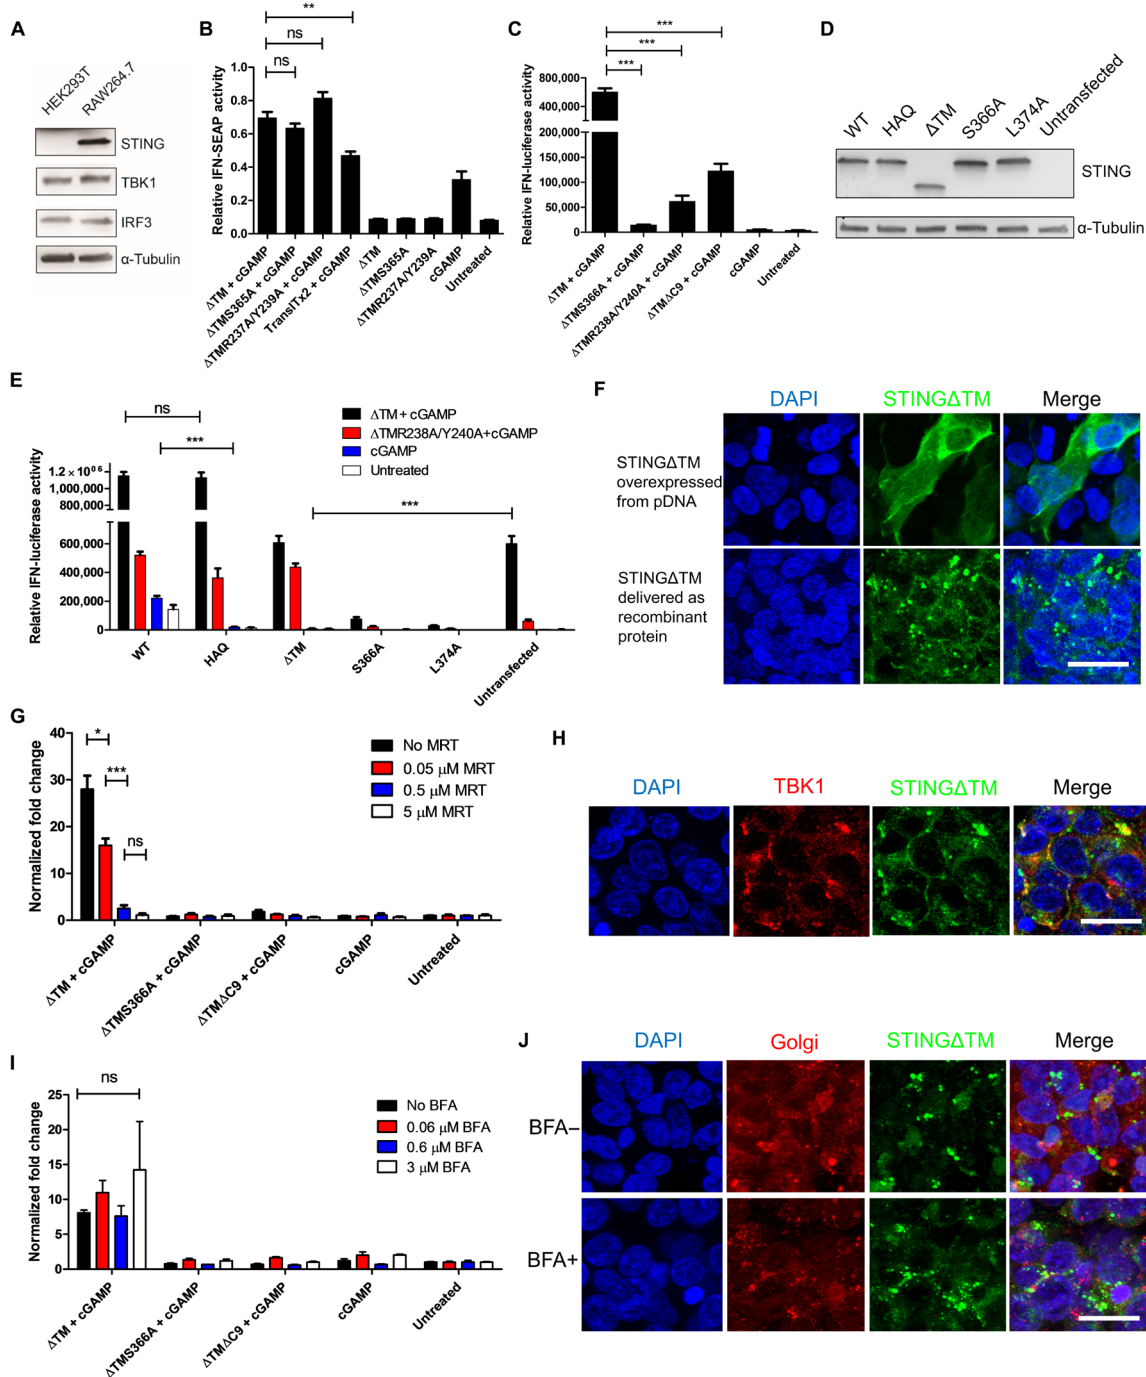 A
HEK293T
RAW264.7
STING
TBK1
IRF3
α-Tubulin
B
**
ns
ns
Relative IFN-SEAP activity
1.0
0.8
0.6
0.4
0.2
0.0
ΔTM + cGAMP
ΔTMS365A + cGAMP
ΔTMR237A/Y239A + cGAMP
TransITx2 + cGAMP
ΔTM
ΔTMS365A
ΔTMR237A/Y239A
cGAMP
Untreated
C
***
***
***
Relative IFN-luciferase activity
800,000
600,000
400,000
200,000
150,000
100,000
50,000
0
ΔTM + cGAMP
ΔTMS366A + cGAMP
ΔTMR238A/Y240A + cGAMP
ΔTMΔC9 + cGAMP
cGAMP
Untreated
D
WT
HAQ
ΔTM
S366A
L374A
Untransfected
STING
α-Tubulin
E
ns
***
***
ΔTM + cGAMP
ΔTMR238A/Y240A+cGAMP
cGAMP
Untreated
Relative IFN-luciferase activity
1.2 × 10^06
1,000,000
800,000
600,000
400,000
200,000
0
WT
HAQ
ΔTM
S366A
L374A
Untransfected
F
DAPI
STINGΔTM
Merge
STINGΔTM
overexpressed
from pDNA
STINGΔTM
delivered as
recombinant
protein
G
*
***
ns
No MRT
0.05 μM MRT
0.5 μM MRT
5 μM MRT
Normalized fold change
40
30
20
10
0
ΔTM + cGAMP
ΔTMS366A + cGAMP
ΔTMΔC9 + cGAMP
cGAMP
Untreated
H
DAPI
TBK1
STINGΔTM
Merge
I
ns
No BFA
0.06 μM BFA
0.6 μM BFA
3 μM BFA
Normalized fold change
25
20
15
10
5
0
ΔTM + cGAMP
ΔTMS366A + cGAMP
ΔTMΔC9 + cGAMP
cGAMP
Untreated
J
DAPI
Golgi
STINGΔTM
Merge
BFA–
BFA+